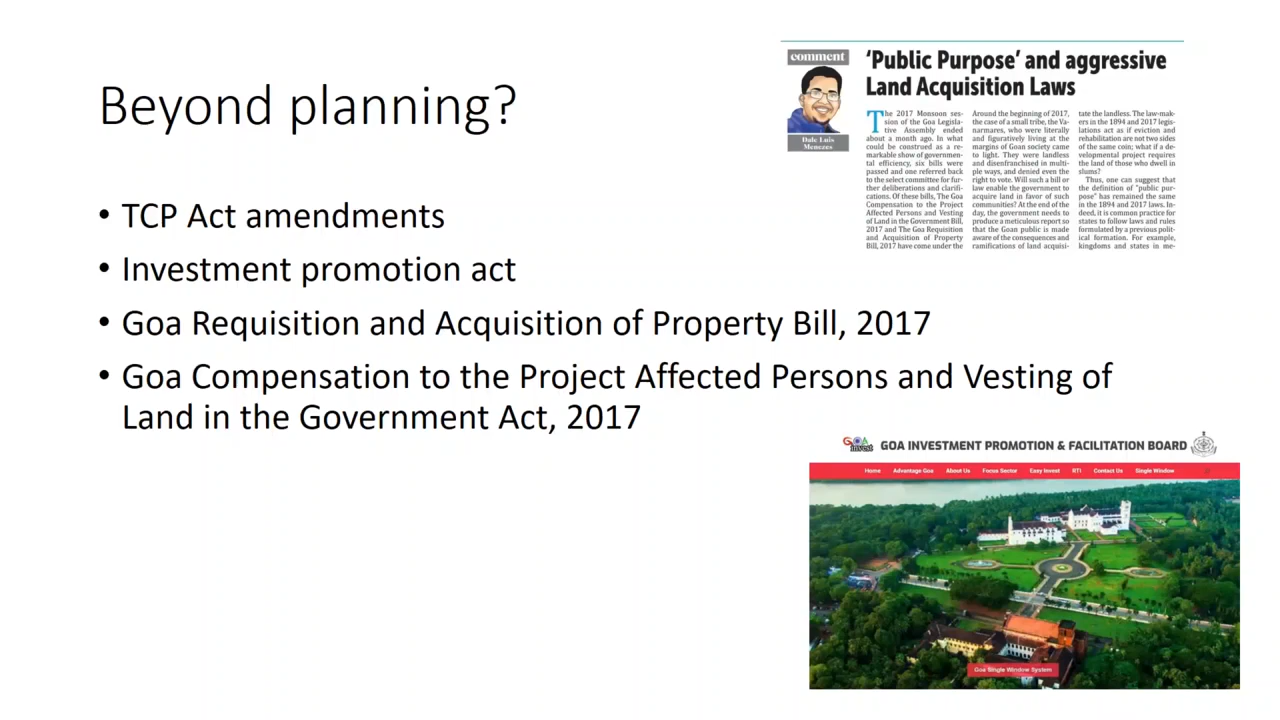 Beyond planning?
• TCP Act amendments
• Investment promotion act
• Goa Requisition and Acquisition of Property Bill, 2017
• Goa Compensation to the Project Affected Persons and Vesting of
Land in the Government Act, 2017
comment
Dale Luis
Menezes
‘Public Purpose’ and aggressive
Land Acquisition Laws
The 2017 Monsoon ses-
sion of the Goa Legisla-
tive Assembly ended
about a month ago. In what
could be construed as a re-
markable show of governmen-
tal efficiency, six bills were
passed and one referred back
to the select committee for fur-
ther deliberations and clarifi-
cations. Of these bills, The Goa
Compensation to the Project
Affected Persons and Vesting
of Land in the Government Bill,
2017 and The Goa Requisition
and Acquisition of Property
Bill, 2017 have come under the
Around the beginning of 2017,
the case of a small tribe, the Va-
narmares, who were literally
and figuratively living at the
margins of Goan society came
to light. They were landless
and disenfranchised in multi-
ple ways, and denied even the
right to vote. Will such a bill or
law enable the government to
acquire land in favor of such
communities? At the end of the
day, the government needs to
produce a meticulous report so
that the Goan public is made
aware of the consequences and
ramifications of land acquisi-
tate the landless. The law-mak-
ers in the 1894 and 2017 legis-
lations act as if eviction and
rehabilitation are not two sides
of the same coin; what if a de-
velopmental project requires
the land of those who dwell in
slums?
Thus, one can suggest that
the definition of "public pur-
pose" has remained the same
in the 1894 and 2017 laws. In-
deed, it is common practice for
states to follow laws and rules
formulated by a previous polit-
ical formation. For example,
kingdoms and states in me-
GOA
invest
GOA INVESTMENT PROMOTION & FACILITATION BOARD
Home Advantage Goa About Us Focus Sector Easy Invest RTI Contact Us Single Window
Goa Single Window System